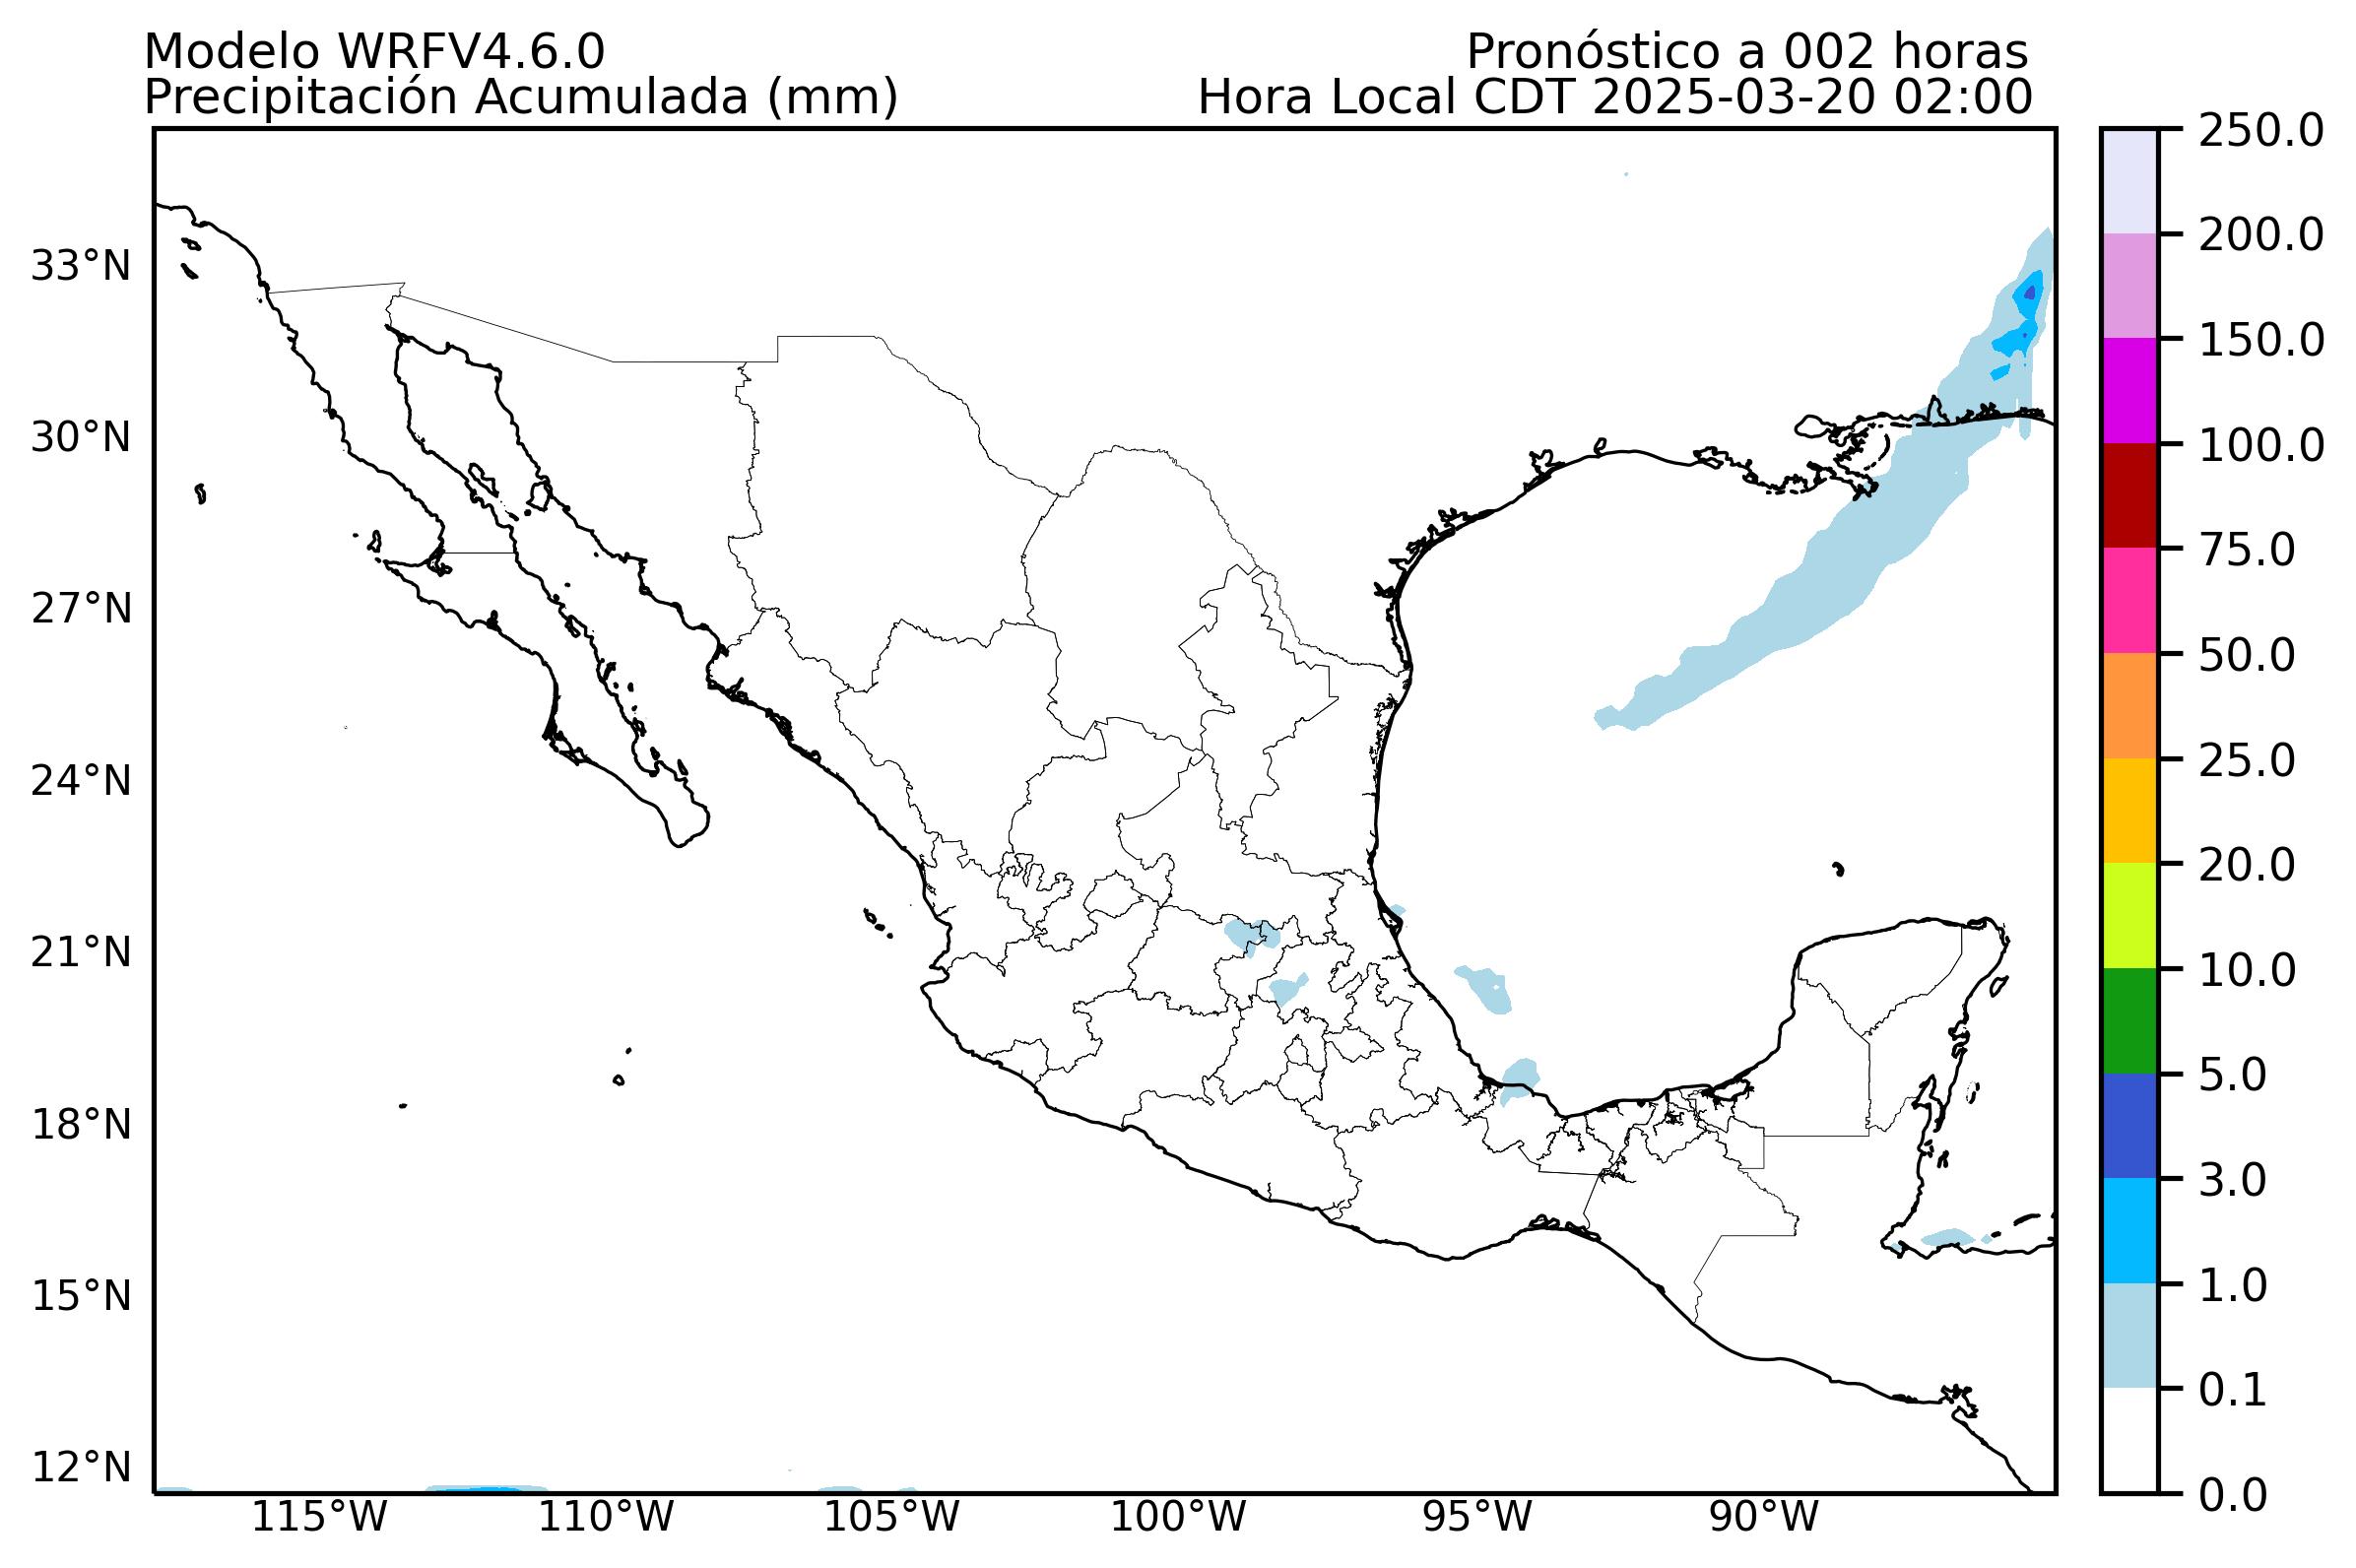 Modelo WRFV4.6.0
Pronóstico a 002 horas
Precipitación Acumulada (mm)
Hora Local CDT 2025-03-20 02:00
33°N
30°N
27°N
24°N
21°N
18°N
15°N
12°N
115°W
110°W
105°W
100°W
95°W
90°W
250.0
200.0
150.0
100.0
75.0
50.0
25.0
20.0
10.0
5.0
3.0
1.0
0.1
0.0